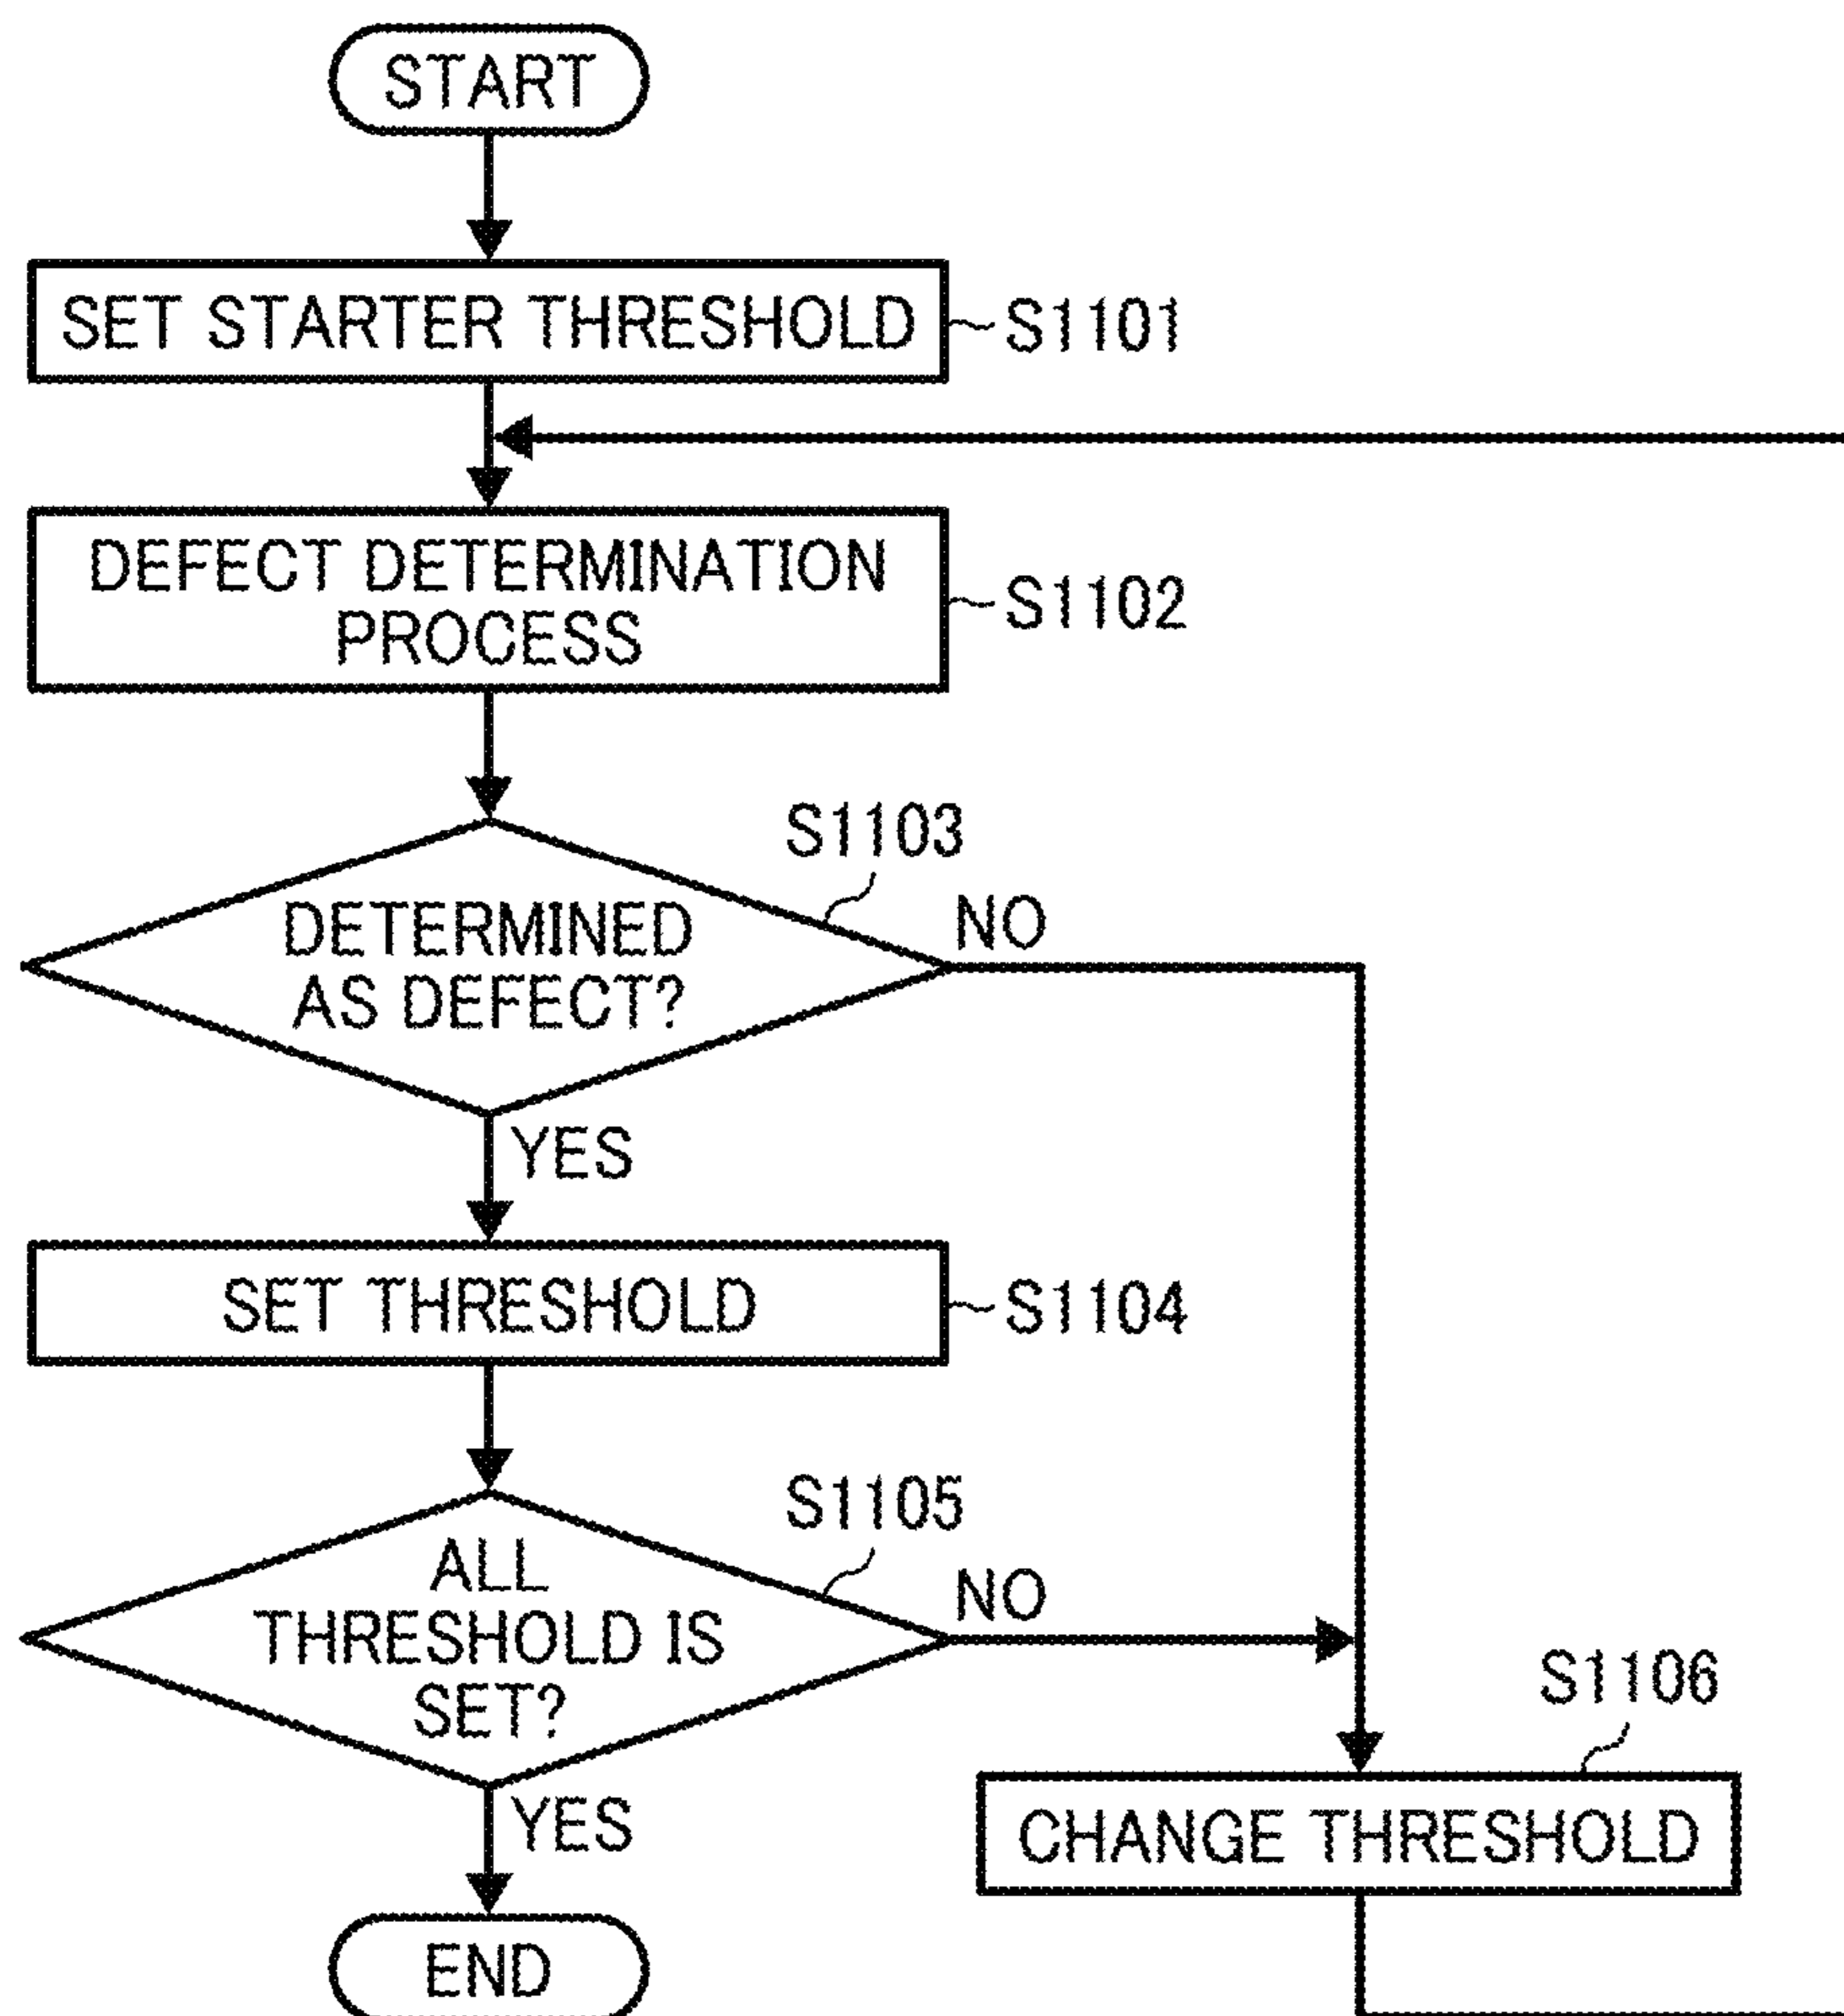 START
SET STARTER THRESHOLD
S1101
DEFECT DETERMINATION
PROCESS
S1102
S1103
DETERMINED
AS DEFECT?
NO
YES
SET THRESHOLD
S1104
S1105
ALL
THRESHOLD IS
SET?
NO
YES
S1106
CHANGE THRESHOLD
END